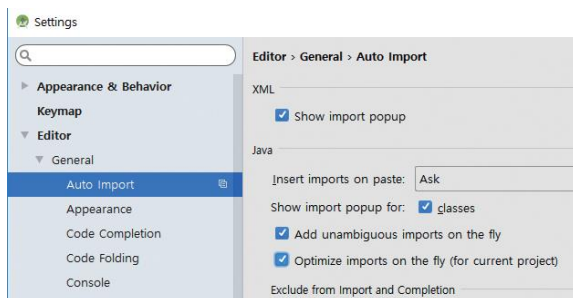 Settings
Appearance & Behavior
Keymap
Editor
General
Auto Import
Appearance
Code Completion
Code Folding
Console
Editor › General › Auto Import
XML
Show import popup
Java
Insert imports on paste: Ask
Show import popup for: classes
Add unambiguous imports on the fly
Optimize imports on the fly (for current project)
Exclude from Import and Completion